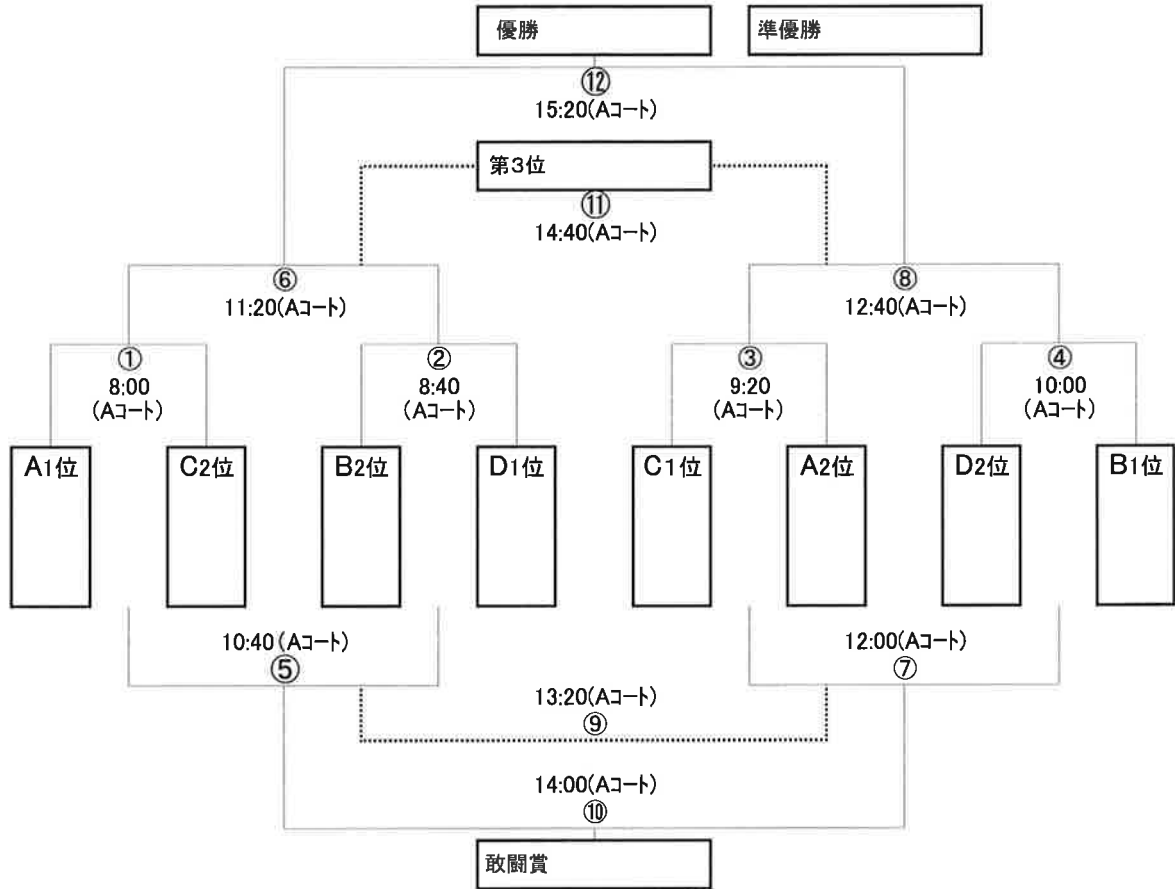 優勝
準優勝
⑫
15:20(Aコート)
第3位
⑪
14:40(Aコート)
⑥
11:20(Aコート)
⑧
12:40(Aコート)
①
8:00
(Aコート)
②
8:40
(Aコート)
③
9:20
(Aコート)
④
10:00
(Aコート)
A1位
C2位
B2位
D1位
C1位
A2位
D2位
B1位
10:40(Aコート)
⑤
12:00(Aコート)
⑦
13:20(Aコート)
⑨
14:00(Aコート)
⑩
敢闘賞